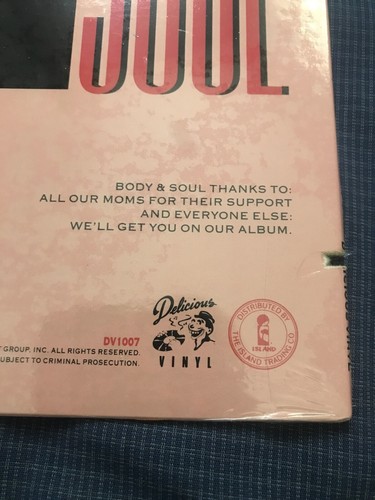 SOUL
BODY & SOUL THANKS TO:
ALL OUR MOMS FOR THEIR SUPPORT
AND EVERYONE ELSE:
WE'LL GET YOU ON OUR ALBUM.
DV1007
GROUP, INC. ALL RIGHTS RESERVED.
SUBJECT TO CRIMINAL PROSECUTION.
Delicious
VINYL
DISTRIBUTED BY
THE ISLAND TRADING CO
ISLAND